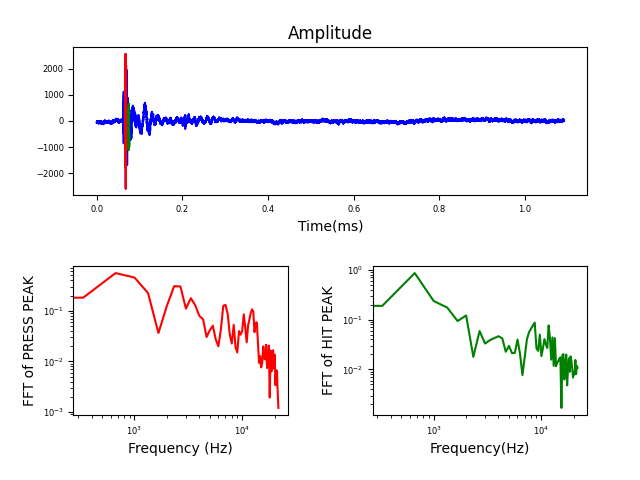 Amplitude
2000
1000
0
−1000
−2000
0.0 0.2 0.4 0.6 0.8 1.0
Time(ms)
FFT of PRESS PEAK
10⁻¹
10⁻²
10⁻³
10³ 10⁴
Frequency (Hz)
FFT of HIT PEAK
10⁰
10⁻¹
10⁻²
10³ 10⁴
Frequency(Hz)